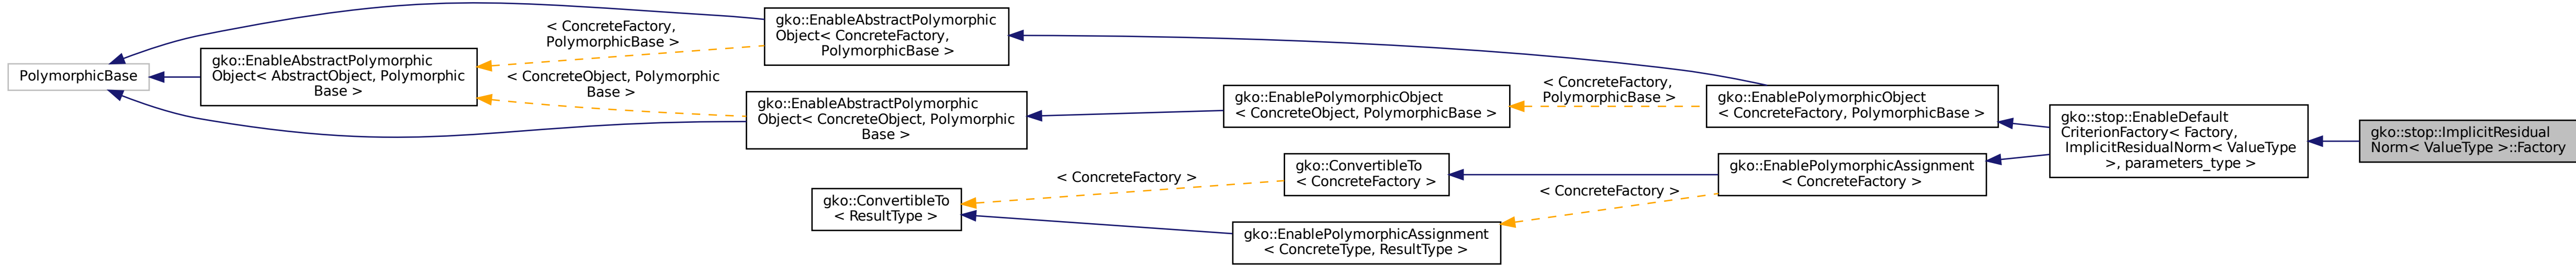 PolymorphicBase
gko::EnableAbstractPolymorphic
Object< AbstractObject, Polymorphic
Base >
< ConcreteFactory,
PolymorphicBase >
< ConcreteObject, Polymorphic
Base >
gko::EnableAbstractPolymorphic
Object< ConcreteFactory,
PolymorphicBase >
gko::EnableAbstractPolymorphic
Object< ConcreteObject, Polymorphic
Base >
gko::ConvertibleTo
< ResultType >
< ConcreteFactory >
gko::EnablePolymorphicObject
< ConcreteObject, PolymorphicBase >
gko::ConvertibleTo
< ConcreteFactory >
gko::EnablePolymorphicAssignment
< ConcreteType, ResultType >
< ConcreteFactory,
PolymorphicBase >
< ConcreteFactory >
gko::EnablePolymorphicObject
< ConcreteFactory, PolymorphicBase >
gko::EnablePolymorphicAssignment
< ConcreteFactory >
gko::stop::EnableDefault
CriterionFactory< Factory,
ImplicitResidualNorm< ValueType
>, parameters_type >
gko::stop::ImplicitResidual
Norm< ValueType >::Factory